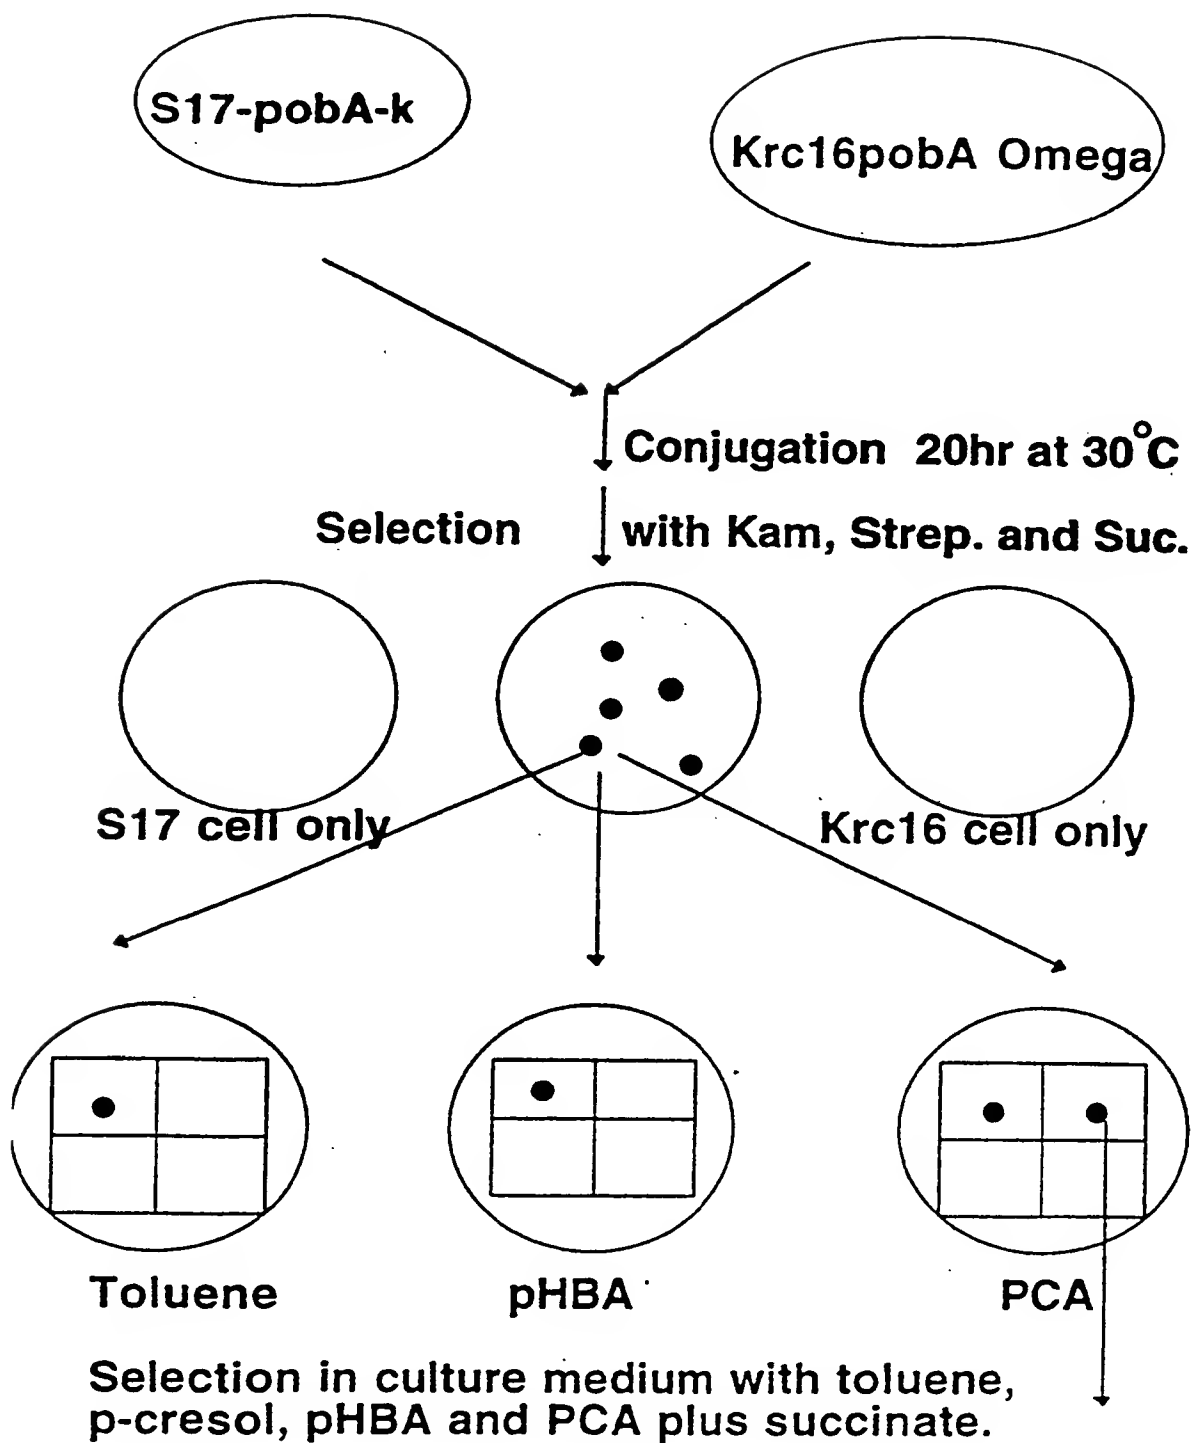 S17-pobA-k
Krc16pobA Omega
Conjugation 20hr at 30°C
Selection with Kam, Strep. and Suc.
S17 cell only
Krc16 cell only
Toluene
pHBA
PCA
Selection in culture medium with toluene,
p-cresol, pHBA and PCA plus succinate.